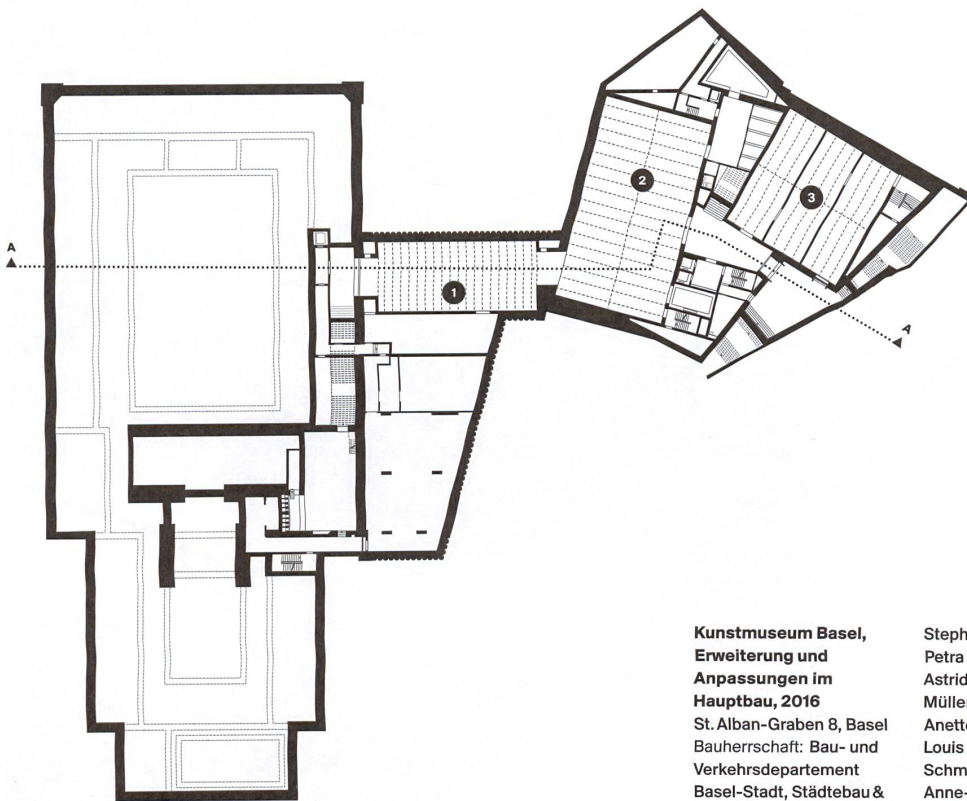 A
1
2
3
A
Kunstmuseum Basel,
Erweiterung und
Anpassungen im
Hauptbau, 2016
St. Alban-Graben 8, Basel
Bauherrschaft: Bau- und
Verkehrsdepartement
Basel-Stadt, Städtebau &
Steph
Petra
Astrid
Müller
Anett
Louis
Schm
Anne-